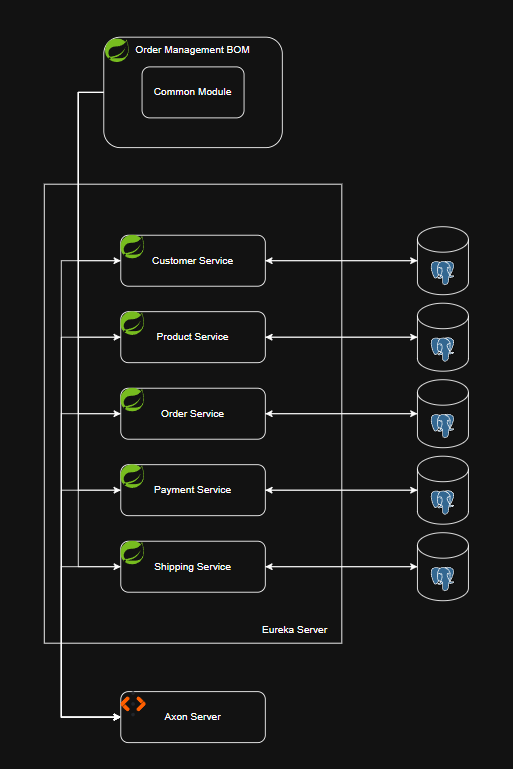 Order Management BOM
Common Module
Customer Service
Product Service
Order Service
Payment Service
Shipping Service
Eureka Server
Axon Server